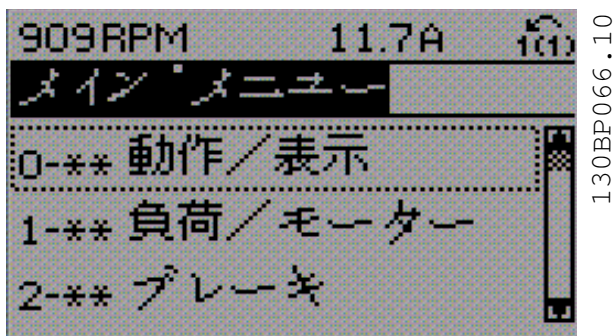 909RPM 11.7A 1(1)
メインﾟメニュー
0-** 動作／表示
1-** 負荷／モーター
2-** ブレーキ
130BP066.10